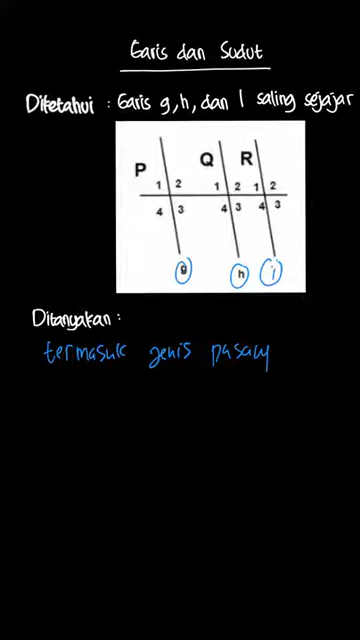 Garis dan Sudut
Diketahui : Garis g, h, dan l saling sejajar
P Q R
1 2 1 2 1 2
4 3 4 3 4 3
g h i
Ditanyakan :
termasuk jenis pasang